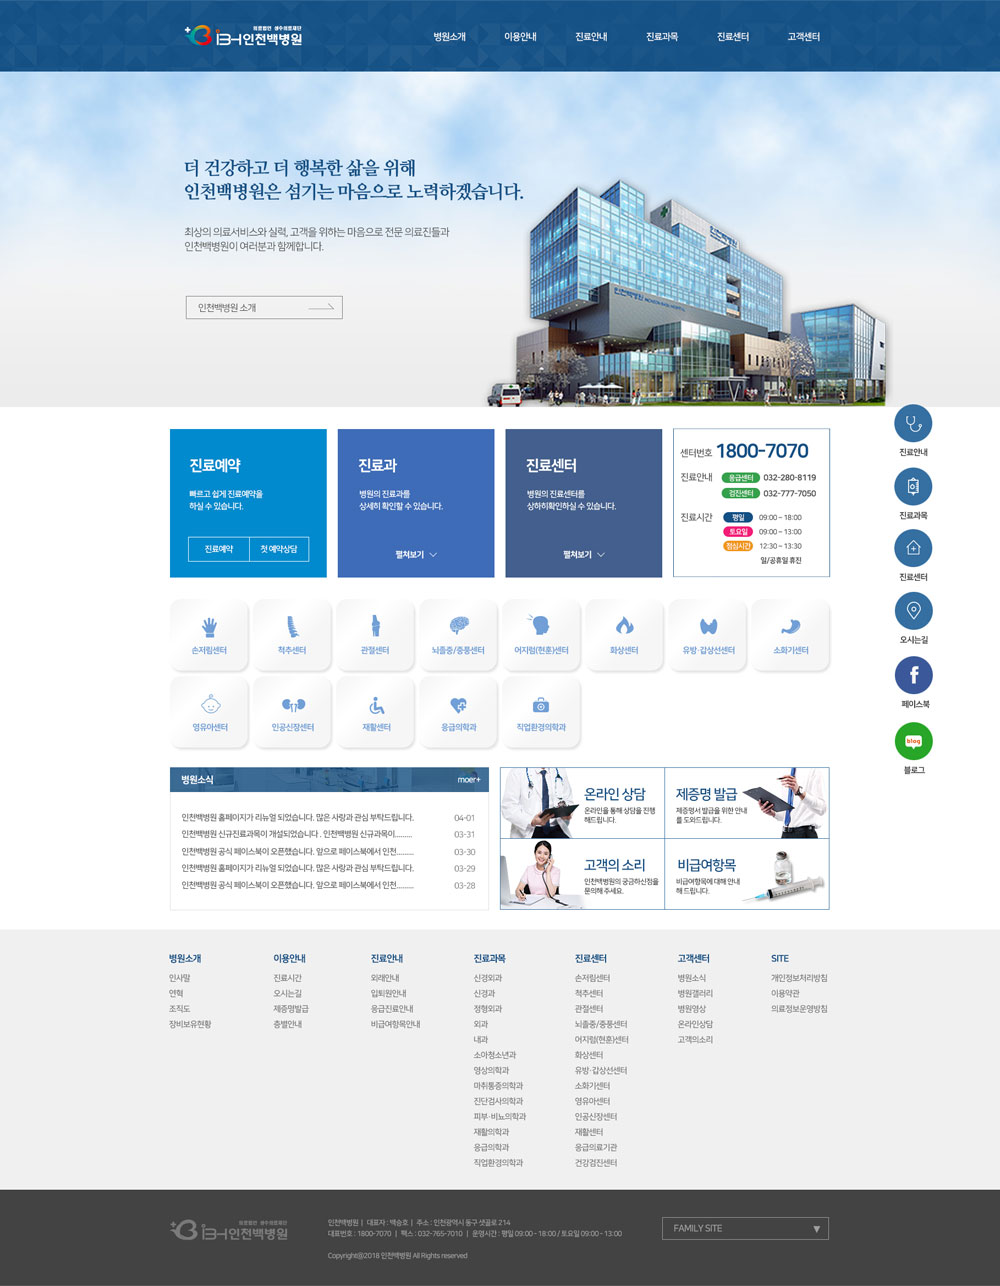 의료법인 성수의료재단
인천백병원
병원소개 이용안내 진료안내 진료과목 진료센터 고객센터
더 건강하고 더 행복한 삶을 위해
인천백병원은 섬기는 마음으로 노력하겠습니다.
최상의 의료서비스와 실력, 고객을 위하는 마음으로 전문 의료진들과
인천백병원이 여러분과 함께합니다.
인천백병원 소개
인천백병원
인천백병원
진료예약
빠르고 쉽게 진료예약을
하실 수 있습니다.
진료예약 첫 예약상담
진료과
병원의 진료과를
상세히 확인할 수 있습니다.
펼쳐보기
진료센터
병원의 진료센터를
상하히확인하실 수 있습니다.
펼쳐보기
센터번호 1800-7070
진료안내 응급센터 032-280-8119
검진센터 032-777-7050
진료시간 평일 09:00 ~ 18:00
토요일 09:00 ~ 13:00
점심시간 12:30 ~ 13:30
일/공휴일 휴진
진료안내
진료과목
진료센터
오시는길
f
페이스북
blog
블로그
손저림센터 척추센터 관절센터 뇌졸중/중풍센터 어지럼(현훈)센터 화상센터 유방·갑상선센터 소화기센터
영유아센터 인공신장센터 재활센터 응급의학과 직업환경의학과
병원소식 moer+
인천백병원 홈페이지가 리뉴얼 되었습니다. 많은 사랑과 관심 부탁드립니다. 04-01
인천백병원 신규진료과목이 개설되었습니다 . 인천백병원 신규과목이......... 03-31
인천백병원 공식 페이스북이 오픈했습니다. 앞으로 페이스북에서 인천......... 03-30
인천백병원 홈페이지가 리뉴얼 되었습니다. 많은 사랑과 관심 부탁드립니다. 03-29
인천백병원 공식 페이스북이 오픈했습니다. 앞으로 페이스북에서 인천......... 03-28
온라인 상담
온라인을 통해 상담을 진행
해드립니다.
제증명 발급
제증명서 발급을 위한 안내
를 도와드립니다.
고객의 소리
인천백병원의 궁금하신점을
문의해 주세요.
비급여항목
비급여항목에 대해 안내
해 드립니다.
병원소개
인사말
연혁
조직도
장비보유현황
이용안내
진료시간
오시는길
제증명발급
층별안내
진료안내
외래안내
입퇴원안내
응급진료안내
비급여항목안내
진료과목
신경외과
신경과
정형외과
외과
내과
소아청소년과
영상의학과
마취통증의학과
진단검사의학과
피부·비뇨의학과
재활의학과
응급의학과
직업환경의학과
진료센터
손저림센터
척추센터
관절센터
뇌졸중/중풍센터
어지럼(현훈)센터
화상센터
유방·갑상선센터
소화기센터
영유아센터
인공신장센터
재활센터
응급의료기관
건강검진센터
고객센터
병원소식
병원갤러리
병원영상
온라인상담
고객의소리
SITE
개인정보처리방침
이용약관
의료정보운영방침
의료법인 성수의료재단
인천백병원
인천백병원 | 대표자 : 백승호 | 주소 : 인천광역시 동구 샛골로 214
대표번호 : 1800-7070 | 팩스 : 032-765-7010 | 운영시간 : 평일 09:00 - 18:00 / 토요일 09:00 - 13:00
Copyright@2018 인천백병원 All Rights reserved
FAMILY SITE